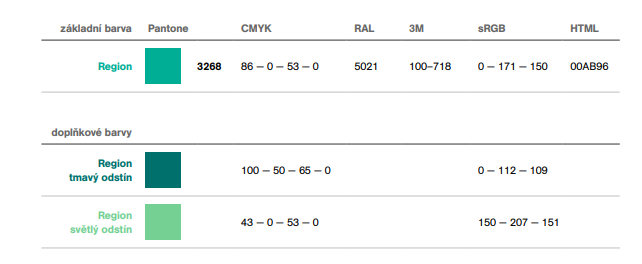 základní barva Pantone CMYK RAL 3M sRGB HTML
Region 3268 86 – 0 – 53 – 0 5021 100–718 0 – 171 – 150 00AB96
doplňkové barvy
Region
tmavý odstín 100 – 50 – 65 – 0 0 – 112 – 109
Region
světlý odstín 43 – 0 – 53 – 0 150 – 207 – 151